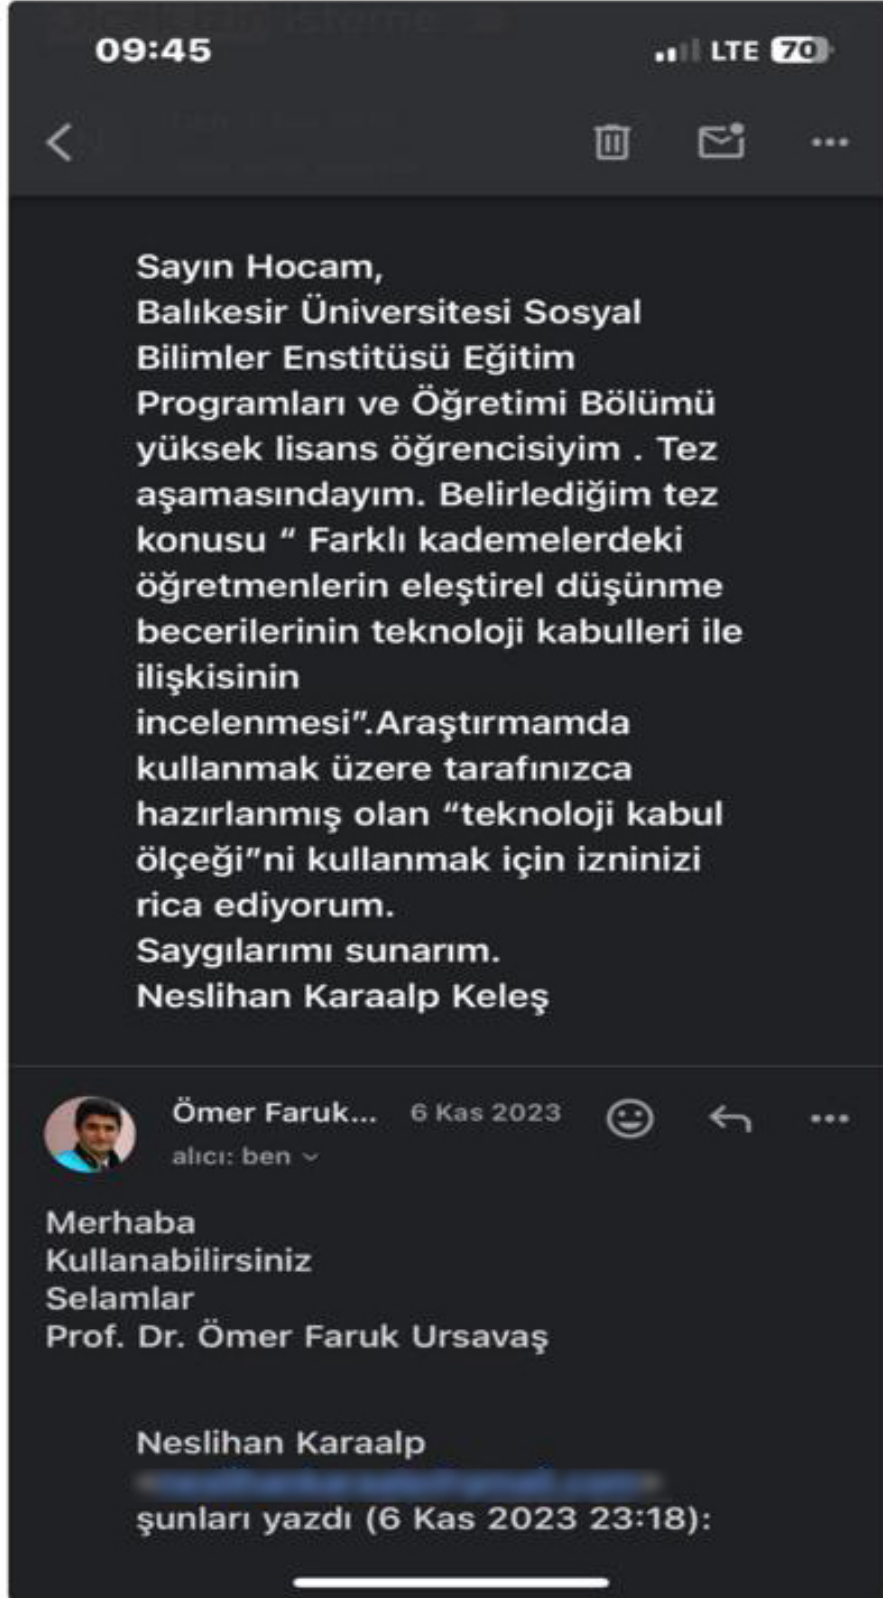 09:45
LTE 70
Sayın Hocam,
Balıkesir Üniversitesi Sosyal
Bilimler Enstitüsü Eğitim
Programları ve Öğretimi Bölümü
yüksek lisans öğrencisiyim . Tez
aşamasındayım. Belirlediğim tez
konusu “ Farklı kademelerdeki
öğretmenlerin eleştirel düşünme
becerilerinin teknoloji kabulleri ile
ilişkisinin
incelenmesi”.Araştırmamda
kullanmak üzere tarafınızca
hazırlanmış olan “teknoloji kabul
ölçeği”ni kullanmak için izninizi
rica ediyorum.
Saygılarımı sunarım.
Neslihan Karaalp Keleş
Ömer Faruk... 6 Kas 2023
alıcı: ben
Merhaba
Kullanabilirsiniz
Selamlar
Prof. Dr. Ömer Faruk Ursavaş
Neslihan Karaalp
şunları yazdı (6 Kas 2023 23:18):